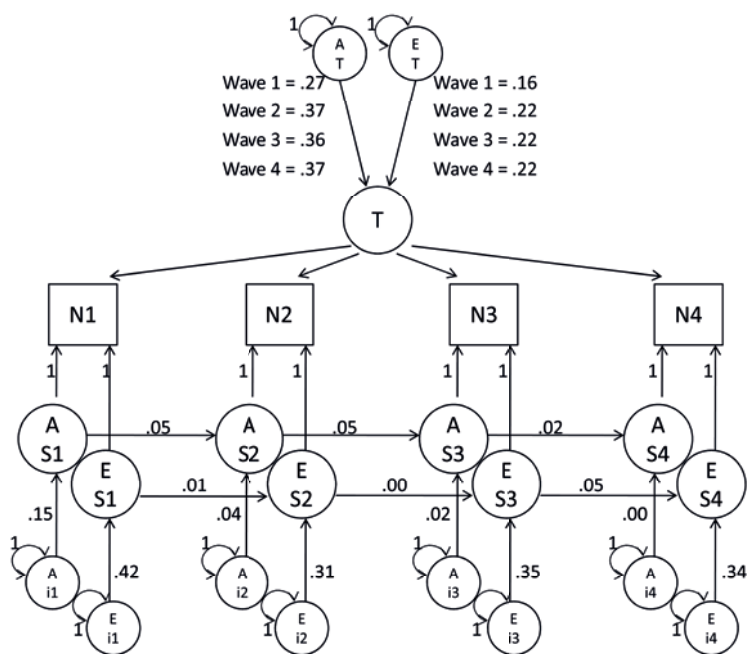 1 A T 1 E T
Wave 1 = .27 Wave 1 = .16
Wave 2 = .37 Wave 2 = .22
Wave 3 = .36 Wave 3 = .22
Wave 4 = .37 Wave 4 = .22
T
N1 N2 N3 N4
1 1 1 1 1 1 1 1
A S1 .05 A S2 .05 A S3 .02 A S4
E S1 .01 E S2 .00 E S3 .05 E S4
.15 .04 .02 .00
1 1 1 1
A i1 .42 A i2 .31 A i3 .35 A i4 .34
1 E i1 1 E i2 1 E i3 1 E i4